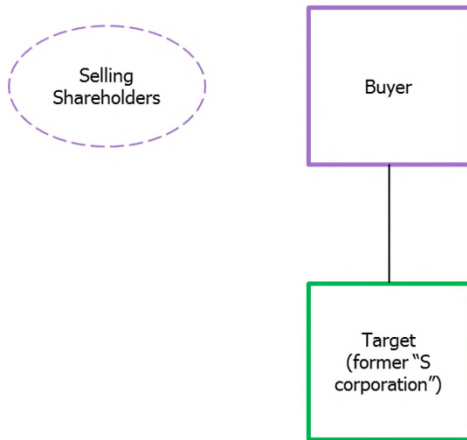 Selling
Shareholders
Buyer
Target
(former “S
corporation”)